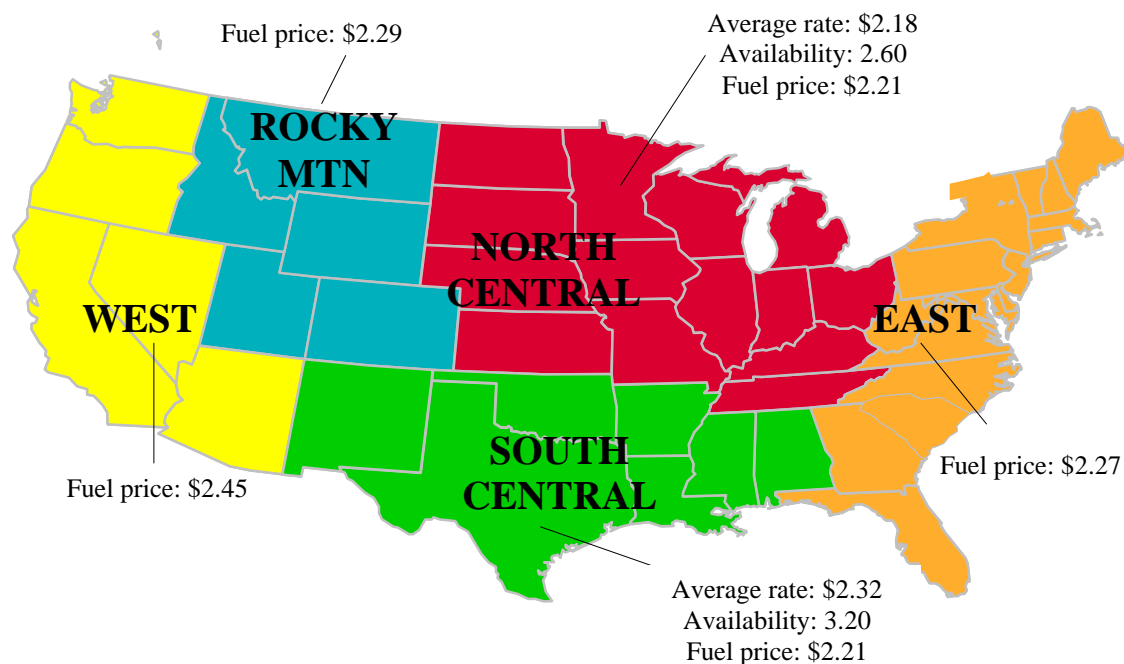 Fuel price: $2.29
Average rate: $2.18
Availability: 2.60
Fuel price: $2.21
ROCKY
MTN
NORTH
CENTRAL
WEST
EAST
SOUTH
CENTRAL
Fuel price: $2.45
Fuel price: $2.27
Average rate: $2.32
Availability: 3.20
Fuel price: $2.21